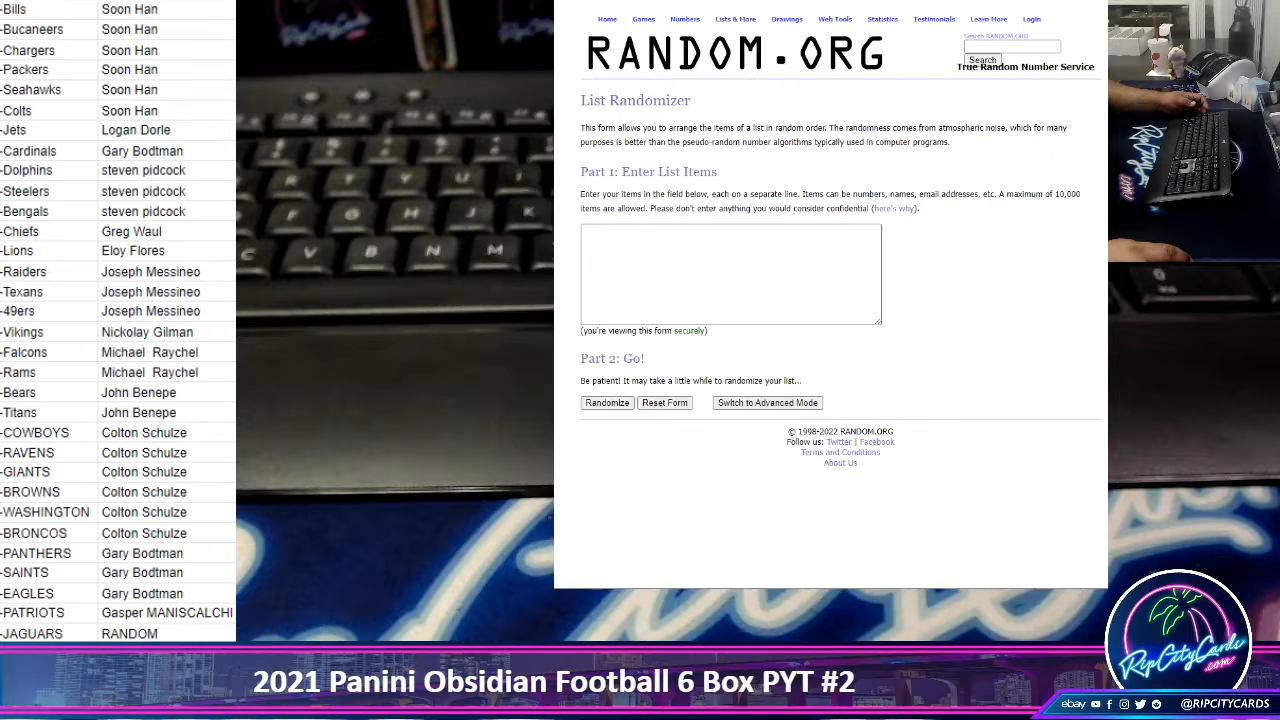 -Bills Soon Han
-Bucaneers Soon Han
-Chargers Soon Han
-Packers Soon Han
-Seahawks Soon Han
-Colts Soon Han
-Jets Logan Dorle
-Cardinals Gary Bodtman
-Dolphins steven pidcock
-Steelers steven pidcock
-Bengals steven pidcock
-Chiefs Greg Waul
-Lions Eloy Flores
-Raiders Joseph Messineo
-Texans Joseph Messineo
-49ers Joseph Messineo
-Vikings Nickolay Gilman
-Falcons Michael Raychel
-Rams Michael Raychel
-Bears John Benepe
-Titans John Benepe
-COWBOYS Colton Schulze
-RAVENS Colton Schulze
-GIANTS Colton Schulze
-BROWNS Colton Schulze
-WASHINGTON Colton Schulze
-BRONCOS Colton Schulze
-PANTHERS Gary Bodtman
-SAINTS Gary Bodtman
-EAGLES Gary Bodtman
-PATRIOTS Gasper MANISCALCHI
-JAGUARS RANDOM
Home Games Numbers Lists & More Drawings Web Tools Statistics Testimonials Learn More Login
RANDOM.ORG
Search RANDOM.ORG
Search
True Random Number Service
List Randomizer
This form allows you to arrange the items of a list in random order. The randomness comes from atmospheric noise, which for many
purposes is better than the pseudo-random number algorithms typically used in computer programs.
Part 1: Enter List Items
Enter your items in the field below, each on a separate line. Items can be numbers, names, email addresses, etc. A maximum of 10,000
items are allowed. Please don't enter anything you would consider confidential (here's why).
(you're viewing this form securely)
Part 2: Go!
Be patient! It may take a little while to randomize your list...
Randomize Reset Form Switch to Advanced Mode
© 1998-2022 RANDOM.ORG
Follow us: Twitter | Facebook
Terms and Conditions
About Us
R T Y U
F G H J K
C V B N M
2021 Panini Obsidian Football 6 Box PYT #2
RipCityCards
.com
ebay @RIPCITYCARDS